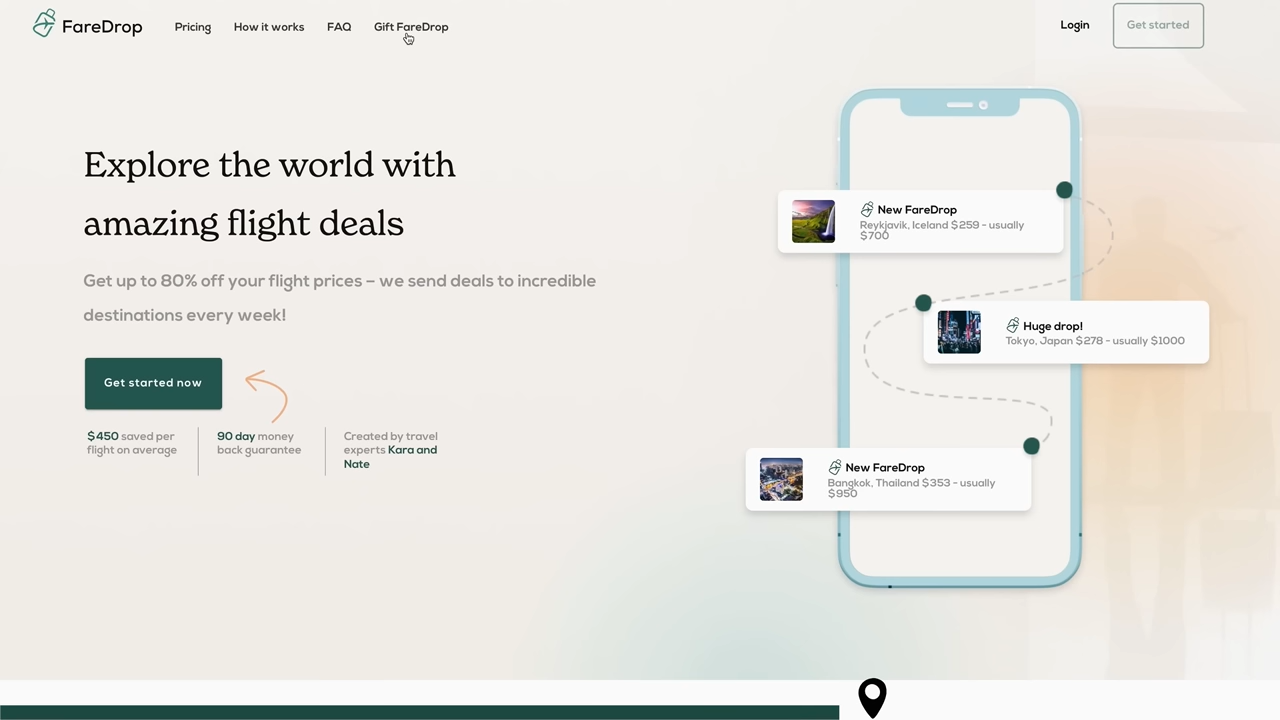 FareDrop
Pricing
How it works
FAQ
Gift FareDrop
Login
Get started
Explore the world with
amazing flight deals
Get up to 80% off your flight prices – we send deals to incredible
destinations every week!
Get started now
$450 saved per
flight on average
90 day money
back guarantee
Created by travel
experts Kara and
Nate
New FareDrop
Reykjavik, Iceland $259 - usually
$700
Huge drop!
Tokyo, Japan $278 - usually $1000
New FareDrop
Bangkok, Thailand $353 - usually
$950